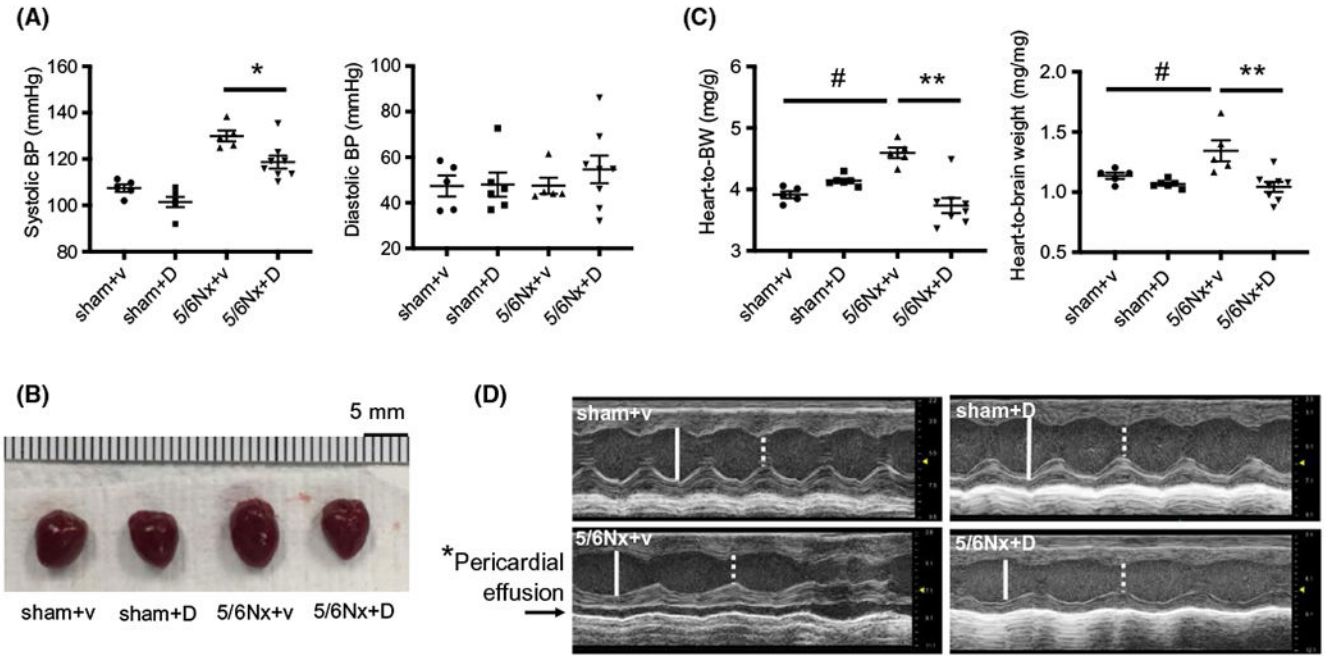 (A)
Systolic BP (mmHg)
160
140
120
100
80
*
sham+v
sham+D
5/6Nx+v
5/6Nx+D
Diastolic BP (mmHg)
100
80
60
40
20
sham+v
sham+D
5/6Nx+v
5/6Nx+D
(C)
Heart-to-BW (mg/g)
6
5
4
3
#
**
sham+v
sham+D
5/6Nx+v
5/6Nx+D
Heart-to-brain weight (mg/mg)
2.0
1.5
1.0
0.5
#
**
sham+v
sham+D
5/6Nx+v
5/6Nx+D
(B)
5 mm
sham+v
sham+D
5/6Nx+v
5/6Nx+D
(D)
sham+v
sham+D
5/6Nx+v
5/6Nx+D
*Pericardial
effusion